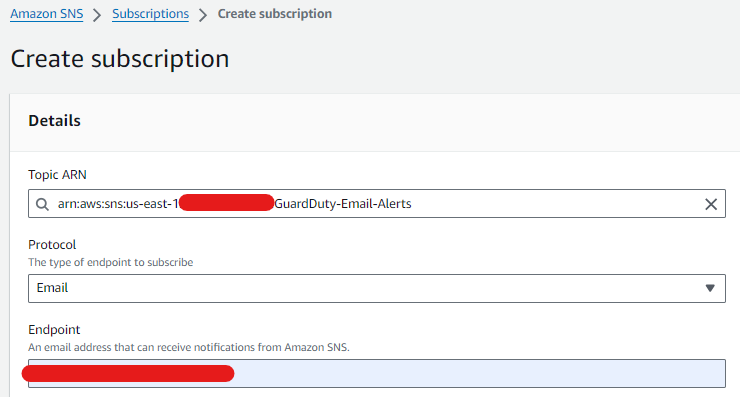 Amazon SNS > Subscriptions > Create subscription
Create subscription
Details
Topic ARN
arn:aws:sns:us-east-1 GuardDuty-Email-Alerts
Protocol
The type of endpoint to subscribe
Email
Endpoint
An email address that can receive notifications from Amazon SNS.